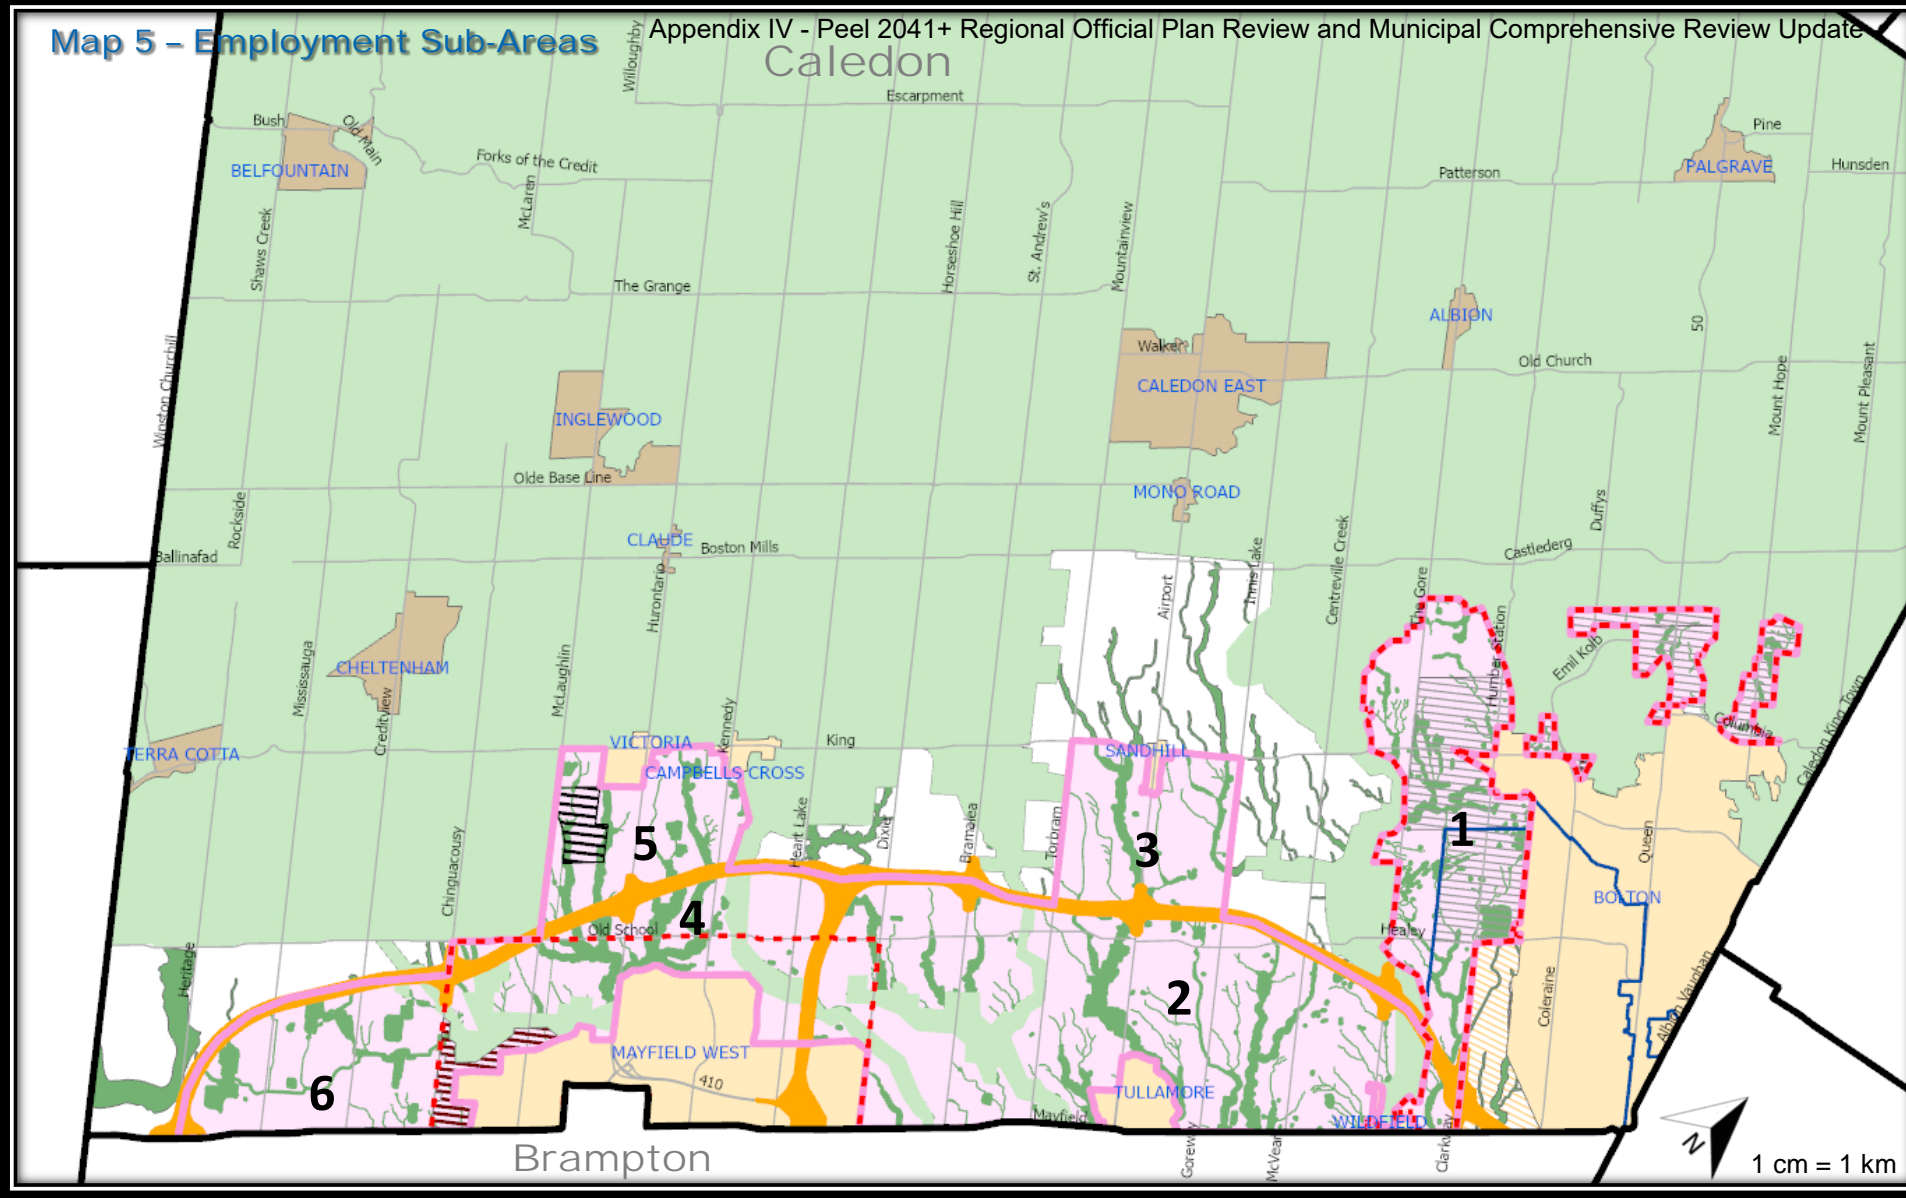 Map 5 – Employment Sub-Areas
Appendix IV - Peel 2041+ Regional Official Plan Review and Municipal Comprehensive Review Update
Caledon
Willoughby
Escarpment
Bush
Old Main
BELFOUNTAIN
Forks of the Credit
McLaren
Shaws Creek
Pine
PALGRAVE
Hunsden
Patterson
Horseshoe Hill
St. Andrew's
Mountainview
The Grange
ALBION
50
Winston Churchill
Walker
CALEDON EAST
Old Church
Mount Hope
Mount Pleasant
INGLEWOOD
Olde Base Line
MONO ROAD
Rockside
Duffys
CLAUDE
Boston Mills
Ballinafad
Hurontario
Castlederg
Centreville Creek
Innis Lake
Airport
The Gore
Humber Station
Emil Kolb
CHELTENHAM
Mississauga
Creditview
McLaughlin
Kennedy
Columbia
Caledon King Town
TERRA COTTA
VICTORIA
CAMPBELLS CROSS
King
SANDHILL
Heart Lake
Dixie
Bramalea
Torbram
Chinguacousy
5
3
1
Queen
BOLTON
4
Old School
Healey
Heritage
Coleraine
Albion Vaughan
2
MAYFIELD WEST
410
6
TULLAMORE
Mayfield
WILDFIELD
Goreway
McVean
Clarkway
Brampton
N
1 cm = 1 km